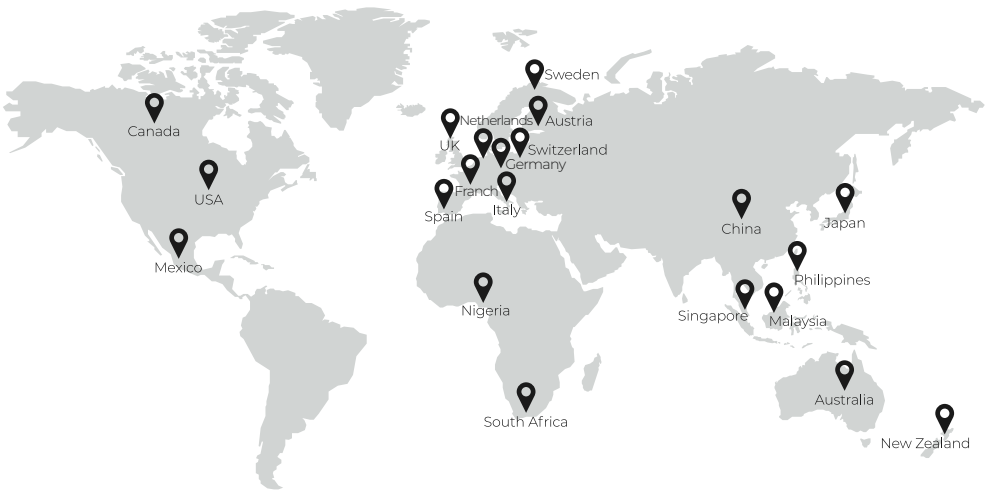 Sweden
Canada
Netherlands
Austria
UK
Switzerland
Germany
USA
Franch
Italy
Spain
China
Japan
Mexico
Philippines
Nigeria
Singapore
Malaysia
Australia
South Africa
New Zealand